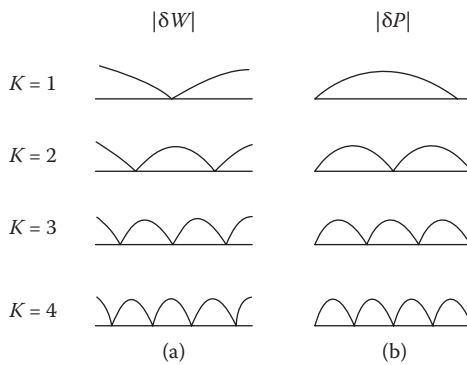 |δW| |δP|
K = 1
K = 2
K = 3
K = 4
(a) (b)